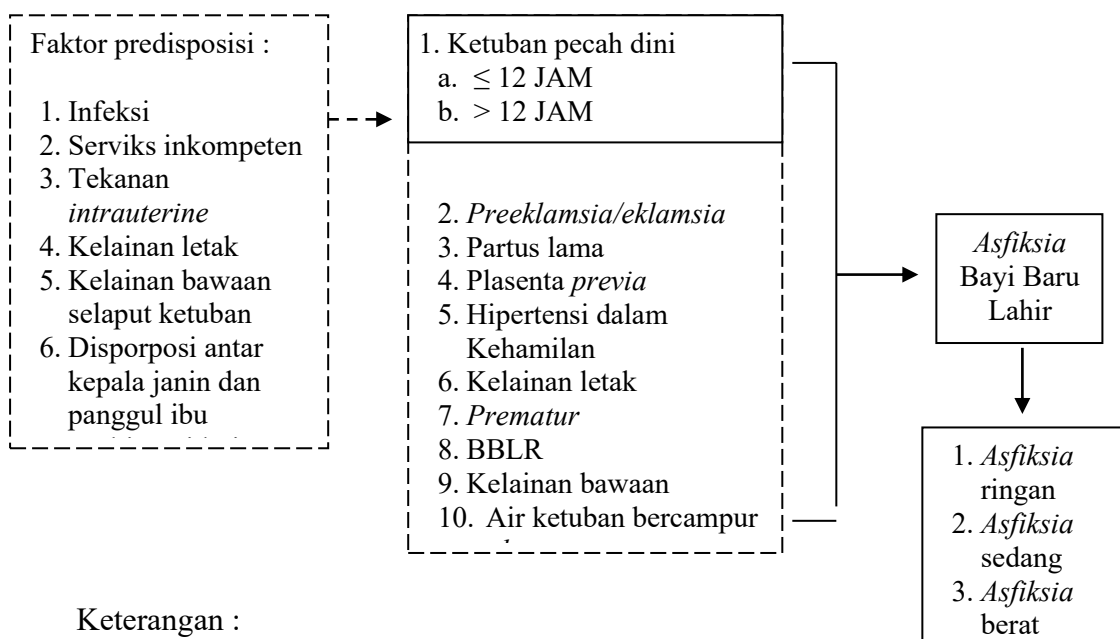 Faktor predisposisi :
1. Infeksi
2. Serviks inkompeten
3. Tekanan
intrauterine
4. Kelainan letak
5. Kelainan bawaan
selaput ketuban
6. Disporposi antar
kepala janin dan
panggul ibu
1. Ketuban pecah dini
a. ≤ 12 JAM
b. > 12 JAM
2. Preeklamsia/eklamsia
3. Partus lama
4. Plasenta previa
5. Hipertensi dalam
Kehamilan
6. Kelainan letak
7. Prematur
8. BBLR
9. Kelainan bawaan
10. Air ketuban bercampur
Asfiksia
Bayi Baru
Lahir
1. Asfiksia
ringan
2. Asfiksia
sedang
3. Asfiksia
berat
Keterangan :